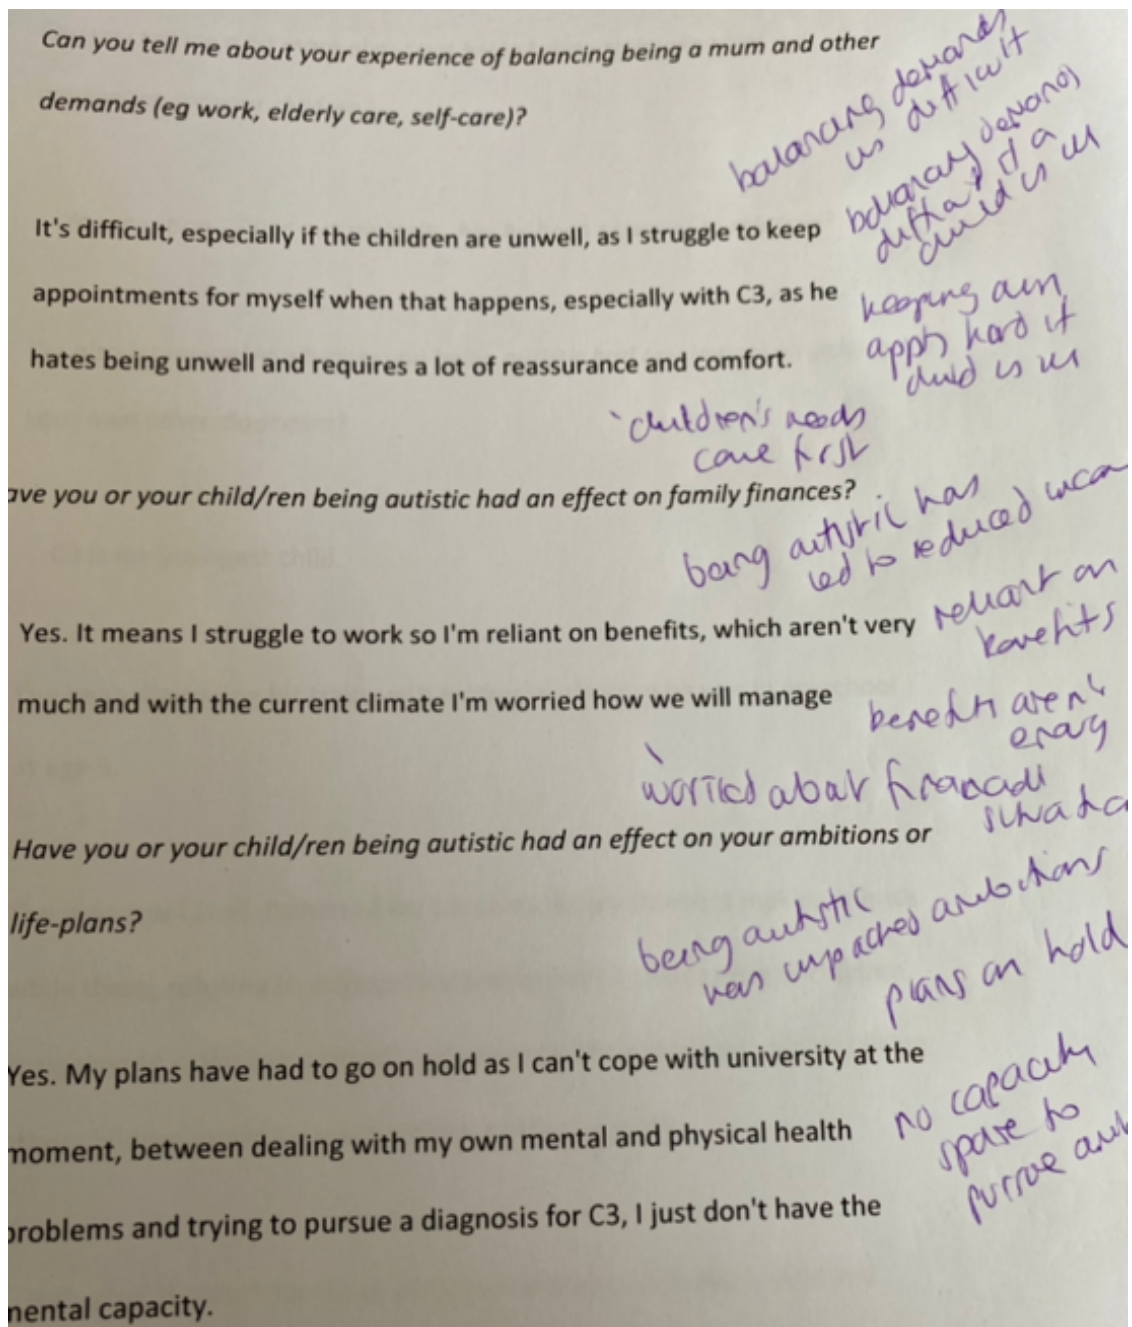 Can you tell me about your experience of balancing being a mum and other
demands (eg work, elderly care, self-care)?
balancing demands
is difficult
balancing demands
difficult if a
child is ill
It's difficult, especially if the children are unwell, as I struggle to keep
appointments for myself when that happens, especially with C3, as he
hates being unwell and requires a lot of reassurance and comfort.
keeping own
appts hard if
child is ill
children's needs
come first
ave you or your child/ren being autistic had an effect on family finances?
being autistic has
led to reduced
Yes. It means I struggle to work so I'm reliant on benefits, which aren't very
much and with the current climate I'm worried how we will manage
reliant on
benefits
benefits aren't
worried about financial
Have you or your child/ren being autistic had an effect on your ambitions or
life-plans?
being autistic
has impacted ambitions
plans on hold
Yes. My plans have had to go on hold as I can't cope with university at the
moment, between dealing with my own mental and physical health
problems and trying to pursue a diagnosis for C3, I just don't have the
mental capacity.
no capacity
spare to
pursue